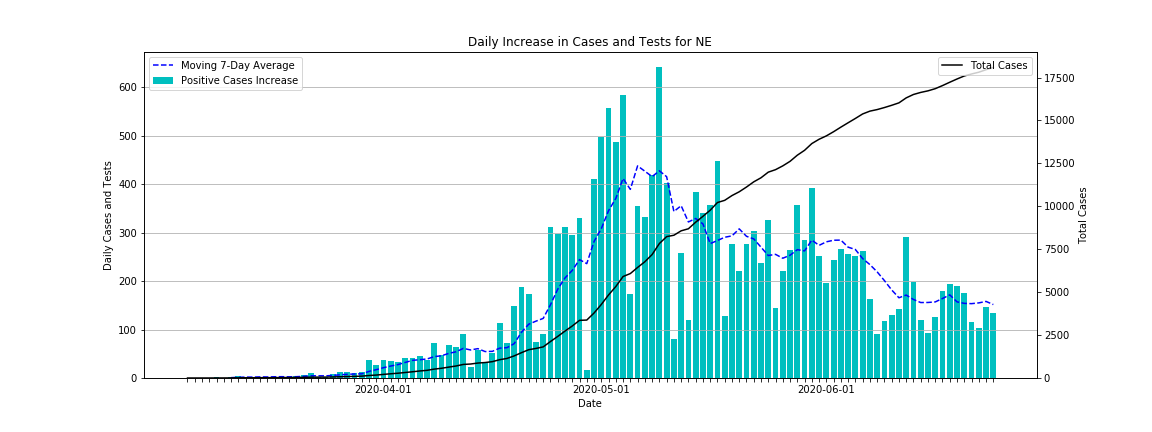 Daily Increase in Cases and Tests for NE
Moving 7-Day Average
Positive Cases Increase
Total Cases
Daily Cases and Tests
600
500
400
300
200
100
0
17500
15000
12500
10000
7500
5000
2500
0
Total Cases
2020-04-01
2020-05-01
2020-06-01
Date